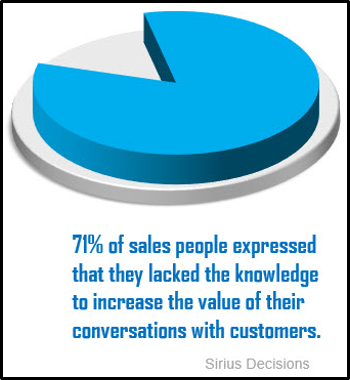 71% of sales people expressed
that they lacked the knowledge
to increase the value of their
conversations with customers.
Sirius Decisions